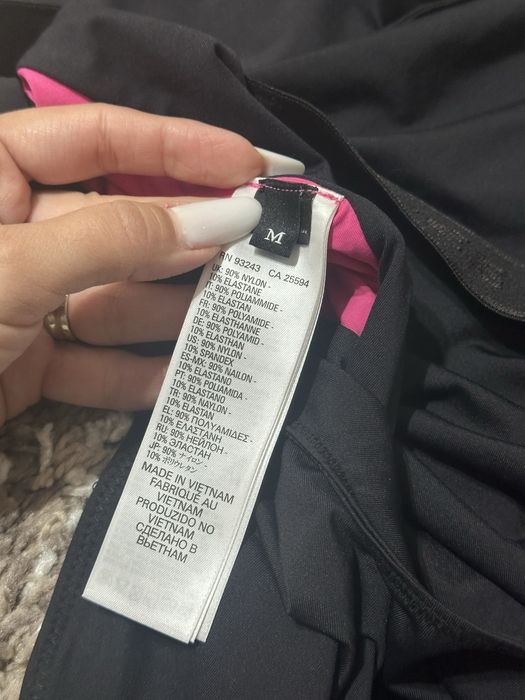 M
RN 93243 CA 25594
UK: 90% NYLON -
10% ELASTANE
IT: 90% POLIAMMIDE -
10% ELASTAN
FR: 90% POLYAMIDE -
10% ELASTHANNE
DE: 90% POLYAMID -
10% ELASTHAN
US: 90% NYLON -
10% SPANDEX
ES-MX: 90% NAILON -
10% ELASTANO
PT: 90% POLIAMIDA -
10% ELASTANO
TR: 90% NAYLON -
10% ELASTAN
EL: 90% ΠΟΛΥΑΜΙΔΕΣ -
10% ΕΛΑΣΤΑΝΗ
RU: 90% НЕЙЛОН -
10% ЭЛАСТАН
JP: 90% ナイロン -
10% ポリウレタン
MADE IN VIETNAM
FABRIQUÉ AU
VIETNAM
PRODUZIDO NO
VIETNAM
СДЕЛАНО В
ВЬЕТНАМ